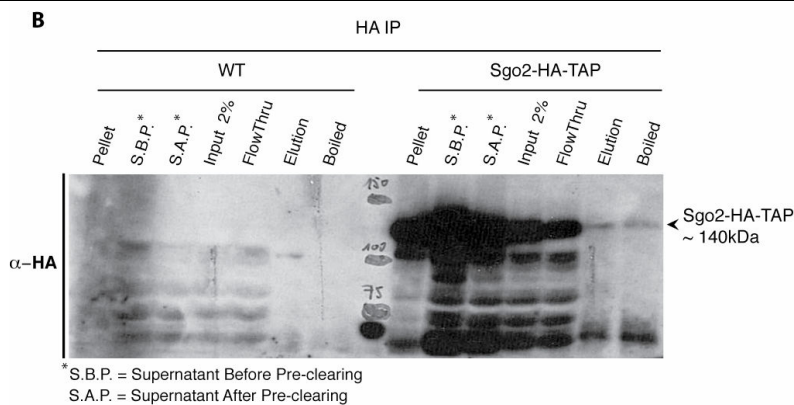 B
HA IP
WT Sgo2-HA-TAP
Pellet S.B.P.* S.A.P.* Input 2% FlowThru Elution Boiled Pellet S.B.P.* S.A.P.* Input 2% FlowThru Elution Boiled
150
Sgo2-HA-TAP
~ 140kDa
100
α-HA
75
*S.B.P. = Supernatant Before Pre-clearing
S.A.P. = Supernatant After Pre-clearing